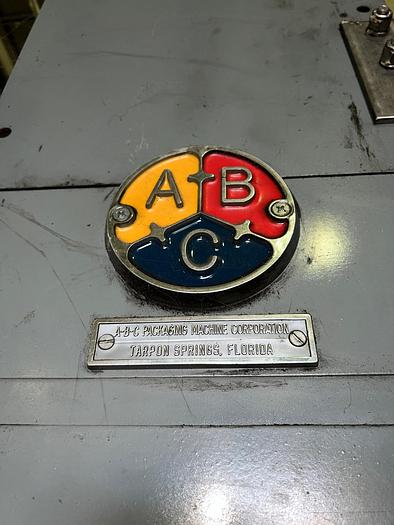 A B
C
A-B-C PACKAGING MACHINE CORPORATION
TARPON SPRINGS, FLORIDA